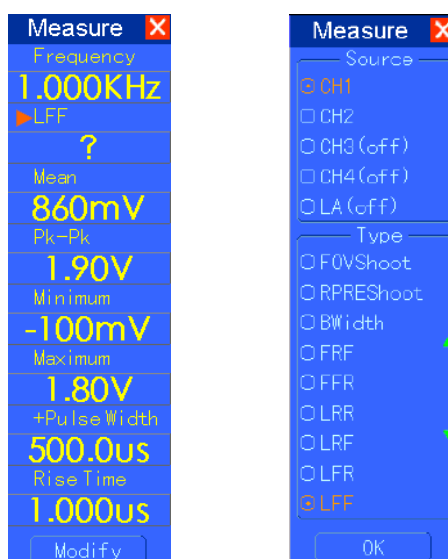 Measure X
Frequency
1.000KHz
LFF
?
Mean
860mV
Pk-Pk
1.90V
Minimum
-100mV
Maximum
1.80V
+Pulse Width
500.0us
Rise Time
1.000us
Modify
Measure X
Source
CH1
CH2
CH3(off)
CH4(off)
LA(off)
Type
FOVShoot
RPREShoot
BWidth
FRF
FFR
LRR
LRF
LFR
LFF
OK